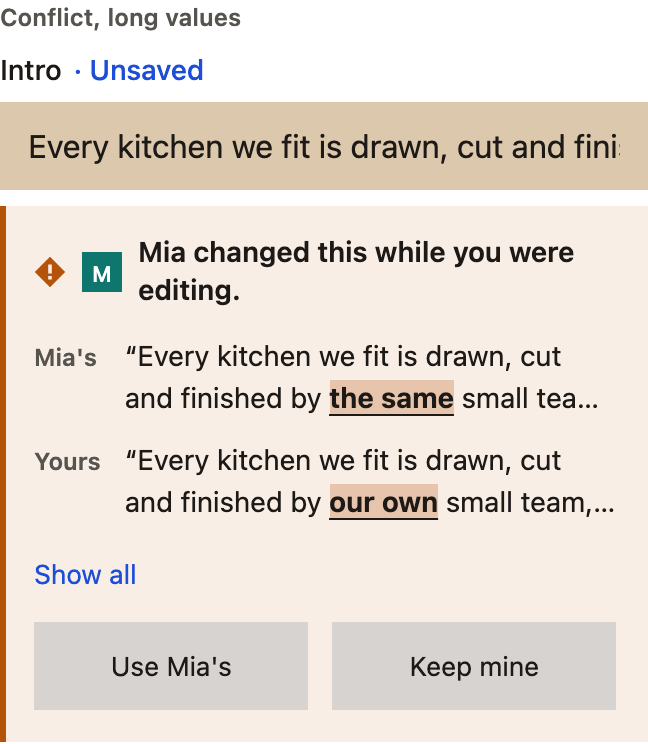 Conflict, long values
Intro · Unsaved
Every kitchen we fit is drawn, cut and fini
M
Mia changed this while you were
editing.
Mia's “Every kitchen we fit is drawn, cut
and finished by the same small tea...
Yours “Every kitchen we fit is drawn, cut
and finished by our own small team,...
Show all
Use Mia's Keep mine